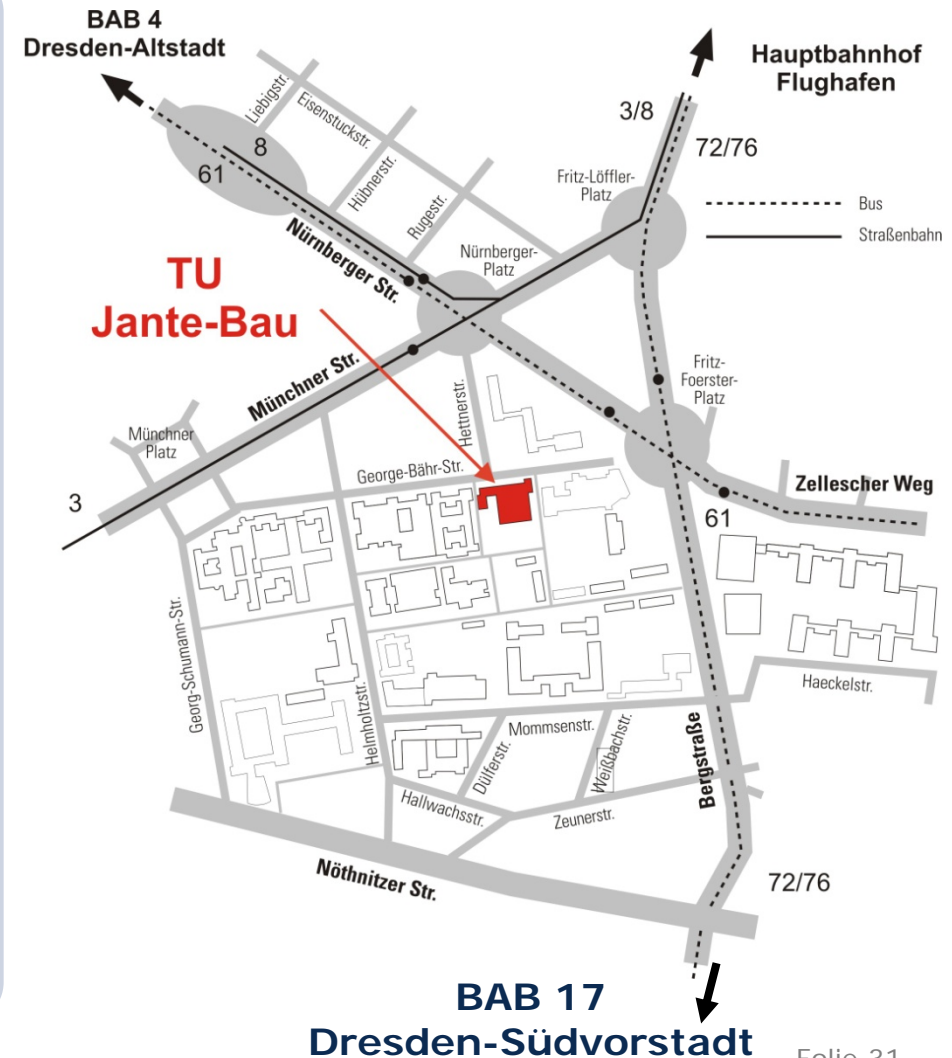 BAB 4
Dresden-Altstadt
Hauptbahnhof
Flughafen
3/8
72/76
Liebigstr.
Eisenstuckstr.
8
61
Hübnerstr.
Rugestr.
Fritz-Löffler-
Platz
Bus
Straßenbahn
Nürnberger Str.
Nürnberger-
Platz
TU
Jante-Bau
Münchner Str.
Fritz-
Foerster-
Platz
Hettnerstr.
Münchner
Platz
George-Bähr-Str.
Zellescher Weg
3
61
Georg-Schumann-Str.
Helmholtzstr.
Haeckelstr.
Mommsenstr.
Dülferstr.
Weißbachstr.
Bergstraße
Hallwachsstr.
Zeunerstr.
Nöthnitzer Str.
72/76
BAB 17
Dresden-Südvorstadt
Folie 31